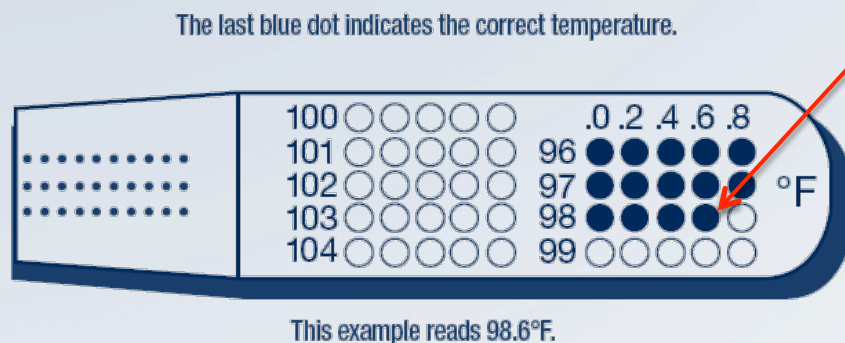 The last blue dot indicates the correct temperature.
100 .0 .2 .4 .6 .8
101 96
102 97 °F
103 98
104 99
This example reads 98.6°F.